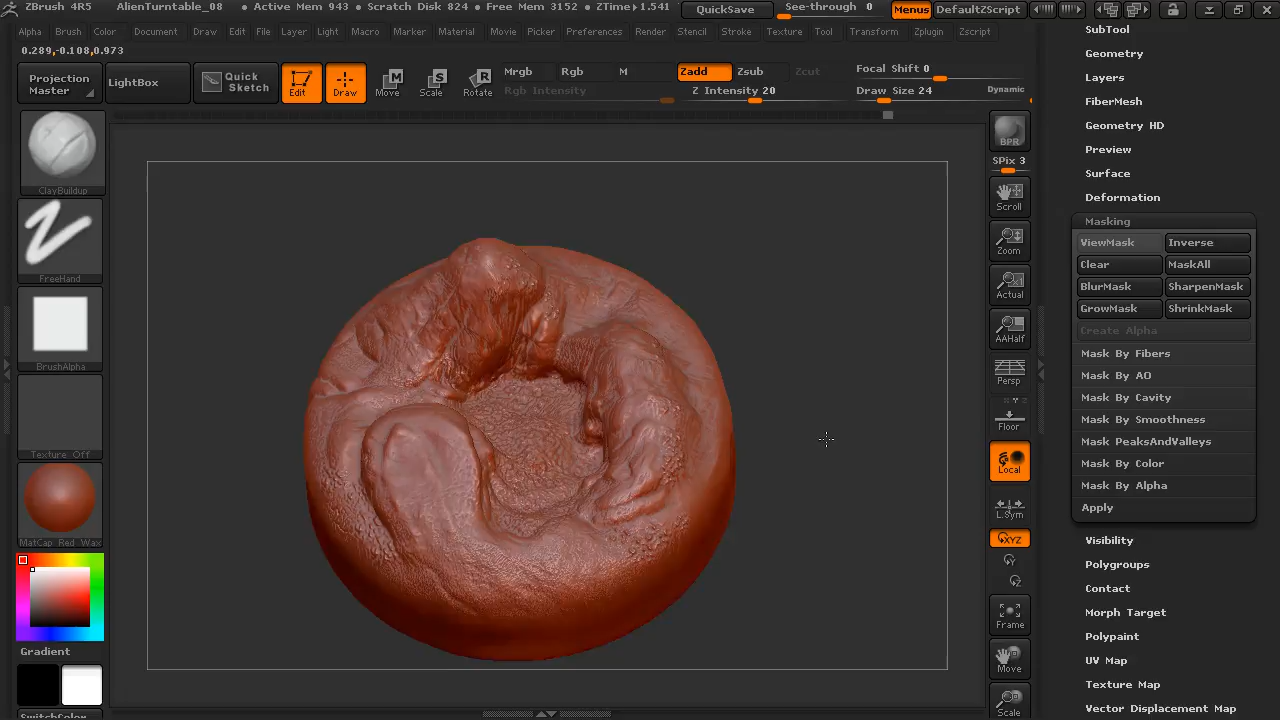 ZBrush 4R5 AlienTurntable_08 • Active Mem 943 • Scratch Disk 824 • Free Mem 3152 • ZTime▶1.541 QuickSave See-through 0 Menus DefaultZScript
Alpha Brush Color Document Draw Edit File Layer Light Macro Marker Material Movie Picker Preferences Render Stencil Stroke Texture Tool Transform Zplugin Zscript
0.289,-0.108,0.973
Projection Master
LightBox
Quick Sketch
Edit
Draw
Move
Scale
Rotate
Mrgb Rgb M
Rgb Intensity
Zadd Zsub Zcut
Z Intensity 20
Focal Shift 0
Draw Size 24
Dynamic
ClayBuildup
FreeHand
BrushAlpha
Texture Off
MatCap Red Wax
Gradient
SwitchColor
BPR
SPix 3
Scroll
Zoom
Actual
AAHalf
Persp
Floor
Local
L.Sym
XYZ
Y
Z
Frame
Move
Scale
SubTool
Geometry
Layers
FiberMesh
Geometry HD
Preview
Surface
Deformation
Masking
ViewMask Inverse
Clear MaskAll
BlurMask SharpenMask
GrowMask ShrinkMask
Create Alpha
Mask By Fibers
Mask By AO
Mask By Cavity
Mask By Smoothness
Mask PeaksAndValleys
Mask By Color
Mask By Alpha
Apply
Visibility
Polygroups
Contact
Morph Target
Polypaint
UV Map
Texture Map
Vector Displacement Map